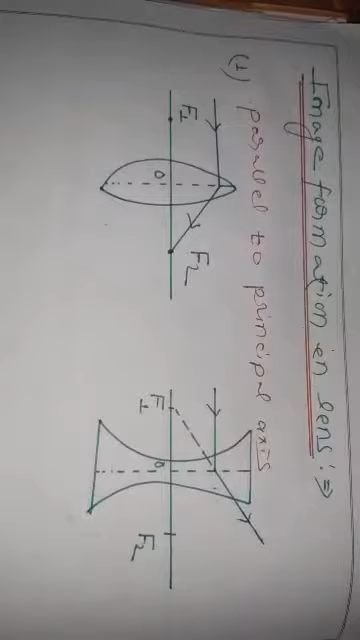 Image formation in lens :⇒
(1) parallel to principal axis
F1 O F2
F1 O F2